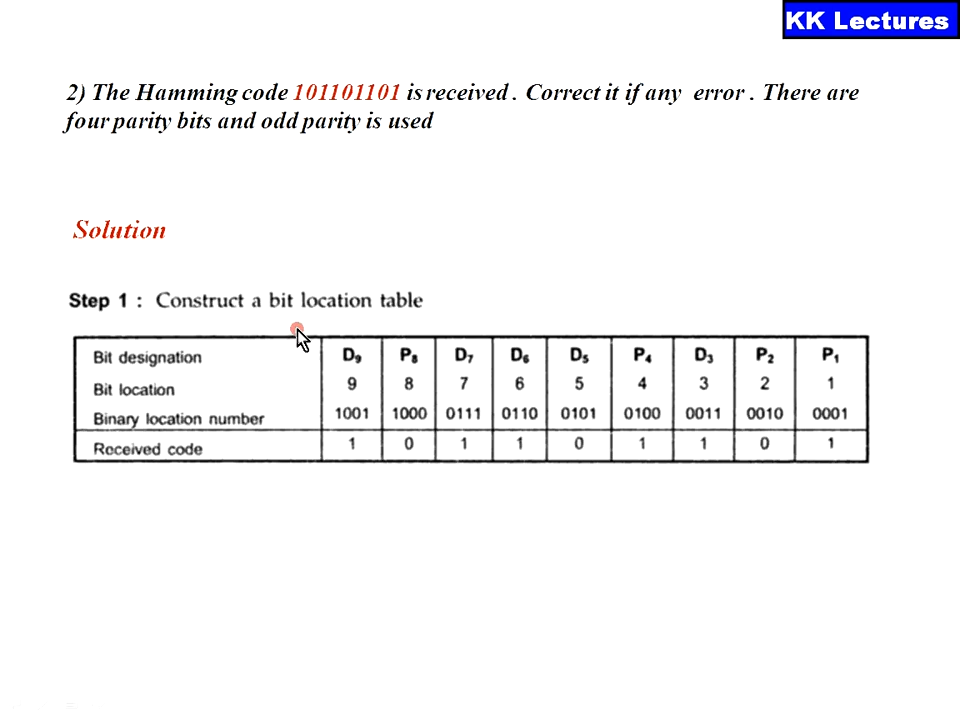 KK Lectures
2) The Hamming code 101101101 is received . Correct it if any error . There are
four parity bits and odd parity is used
Solution
Step 1 : Construct a bit location table
Bit designation D₉ P₈ D₇ D₆ D₅ P₄ D₃ P₂ P₁
Bit location 9 8 7 6 5 4 3 2 1
Binary location number 1001 1000 0111 0110 0101 0100 0011 0010 0001
Received code 1 0 1 1 0 1 1 0 1